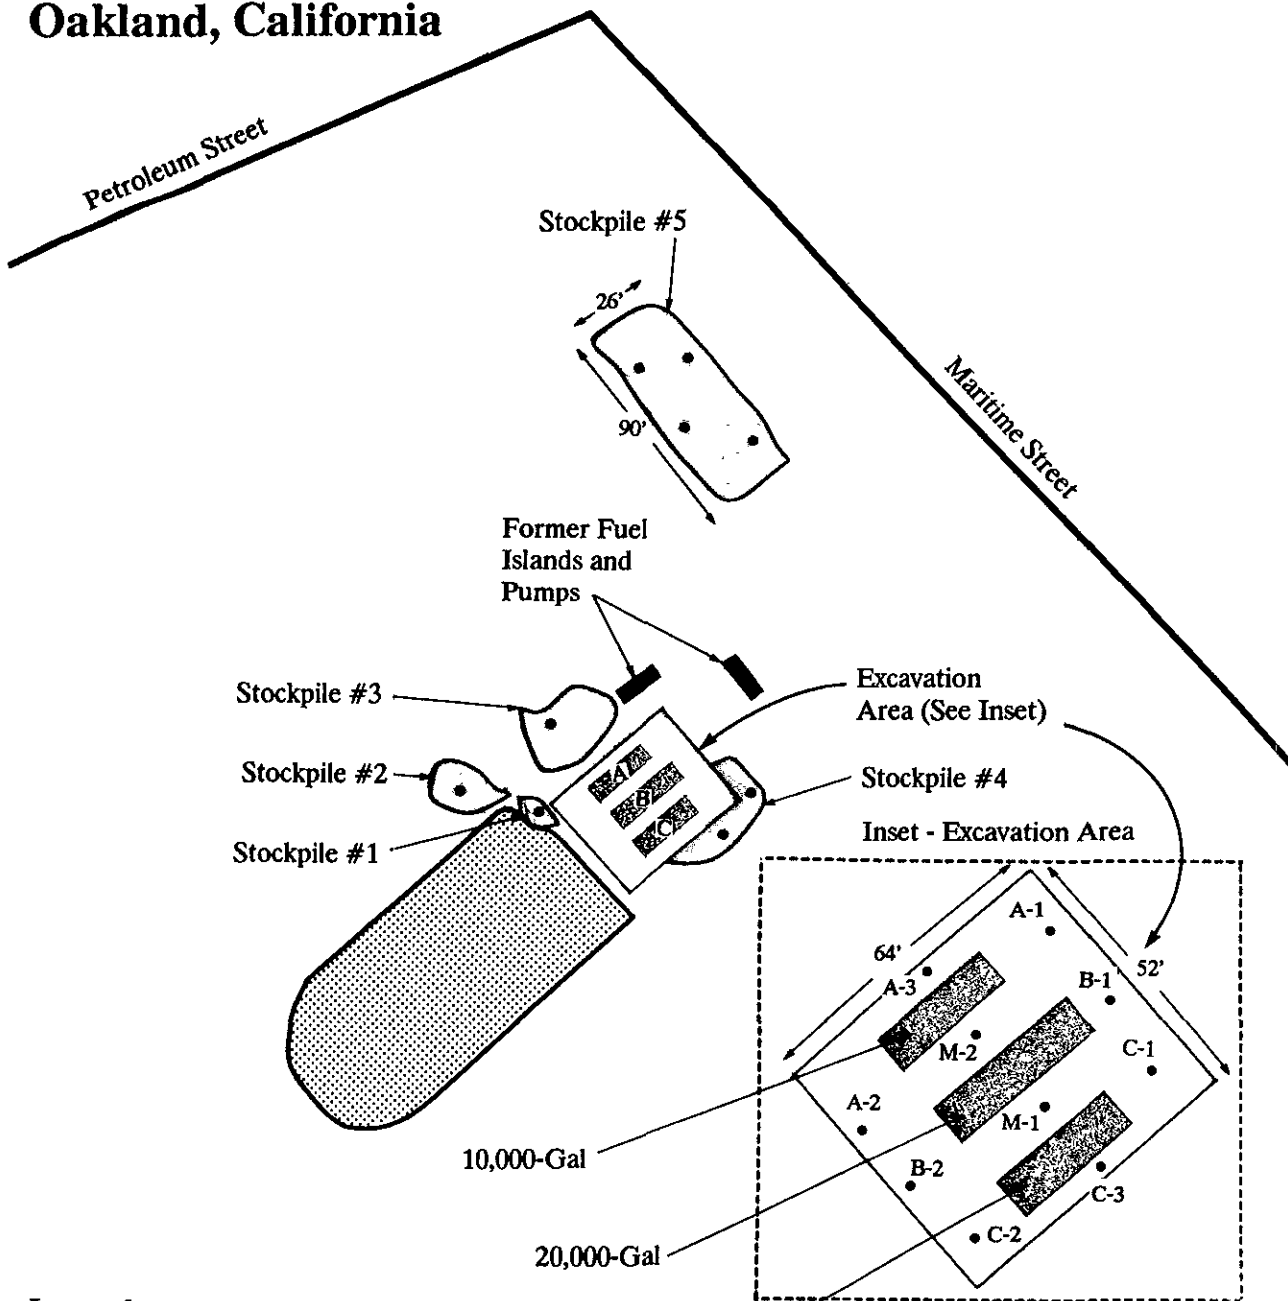 Oakland, California
Petroleum Street
Stockpile #5
26'
90'
Maritime Street
Former Fuel
Islands and
Pumps
Excavation
Area (See Inset)
Stockpile #3
Stockpile #2
Stockpile #4
Stockpile #1
A
B
C
Inset - Excavation Area
A-1
64'
52'
A-3
B-1
M-2
C-1
A-2
M-1
B-2
C-3
C-2
10,000-Gal
20,000-Gal